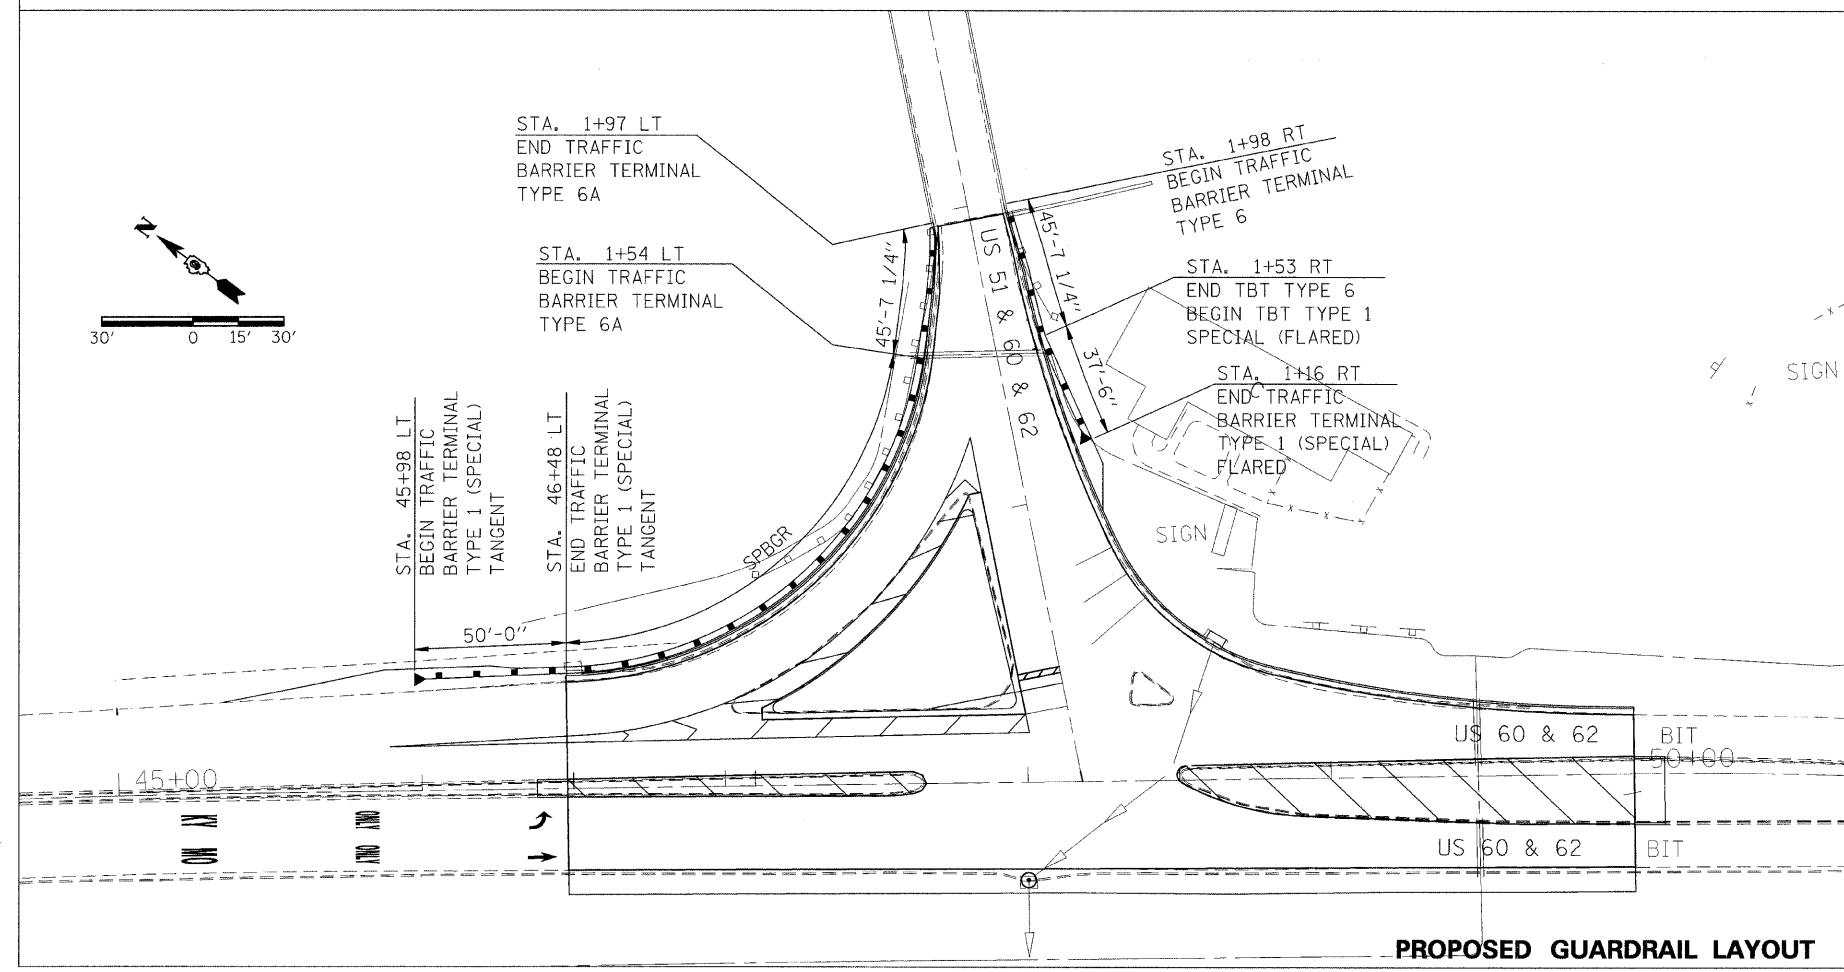 STA. 1+97 LT
END TRAFFIC
BARRIER TERMINAL
TYPE 6A
STA. 1+98 RT
BEGIN TRAFFIC
BARRIER TERMINAL
TYPE 6
N
30' 0 15' 30'
STA. 1+54 LT
BEGIN TRAFFIC
BARRIER TERMINAL
TYPE 6A
45'-7 1/4"
US 51 & 60 & 62
45'-7 1/4"
STA. 1+53 RT
END TBT TYPE 6
BEGIN TBT TYPE 1
SPECIAL (FLARED)
37'-6"
STA. 1+16 RT
END TRAFFIC
BARRIER TERMINAL
TYPE 1 (SPECIAL)
FLARED
SIGN
STA. 45+98 LT
BEGIN TRAFFIC
BARRIER TERMINAL
TYPE 1 (SPECIAL)
TANGENT
STA. 46+48 LT
END TRAFFIC
BARRIER TERMINAL
TYPE 1 (SPECIAL)
TANGENT
SPBGR
SIGN
50'-0"
US 60 & 62 BIT
45+00
50+00
KY
ONLY
MO
ONLY
US 60 & 62 BIT
PROPOSED GUARDRAIL LAYOUT